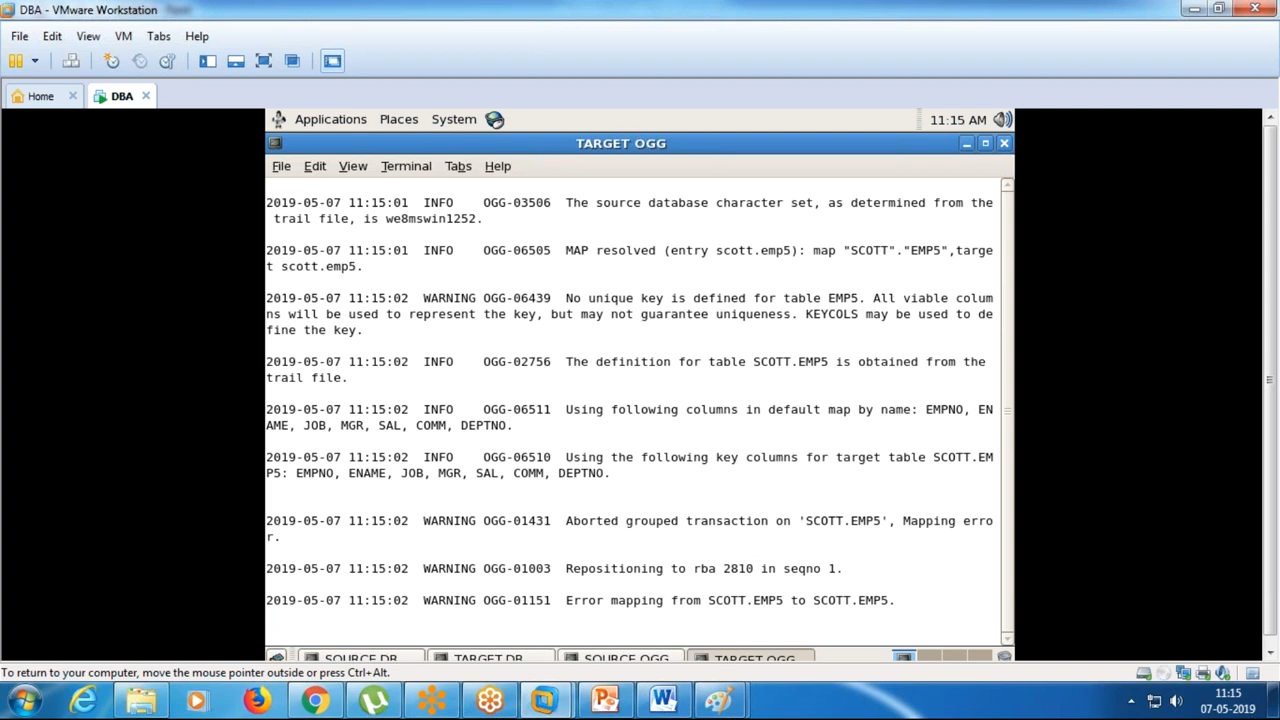 DBA - VMware Workstation
File Edit View VM Tabs Help
Home DBA
Applications Places System 11:15 AM
TARGET OGG
File Edit View Terminal Tabs Help
2019-05-07 11:15:01 INFO OGG-03506 The source database character set, as determined from the
trail file, is we8mswin1252.
2019-05-07 11:15:01 INFO OGG-06505 MAP resolved (entry scott.emp5): map "SCOTT"."EMP5",targe
t scott.emp5.
2019-05-07 11:15:02 WARNING OGG-06439 No unique key is defined for table EMP5. All viable colum
ns will be used to represent the key, but may not guarantee uniqueness. KEYCOLS may be used to de
fine the key.
2019-05-07 11:15:02 INFO OGG-02756 The definition for table SCOTT.EMP5 is obtained from the
trail file.
2019-05-07 11:15:02 INFO OGG-06511 Using following columns in default map by name: EMPNO, EN
AME, JOB, MGR, SAL, COMM, DEPTNO.
2019-05-07 11:15:02 INFO OGG-06510 Using the following key columns for target table SCOTT.EM
P5: EMPNO, ENAME, JOB, MGR, SAL, COMM, DEPTNO.
2019-05-07 11:15:02 WARNING OGG-01431 Aborted grouped transaction on 'SCOTT.EMP5', Mapping erro
r.
2019-05-07 11:15:02 WARNING OGG-01003 Repositioning to rba 2810 in seqno 1.
2019-05-07 11:15:02 WARNING OGG-01151 Error mapping from SCOTT.EMP5 to SCOTT.EMP5.
SOURCE DB TARGET DB SOURCE OGG TARGET OGG
To return to your computer, move the mouse pointer outside or press Ctrl+Alt.
11:15
07-05-2019